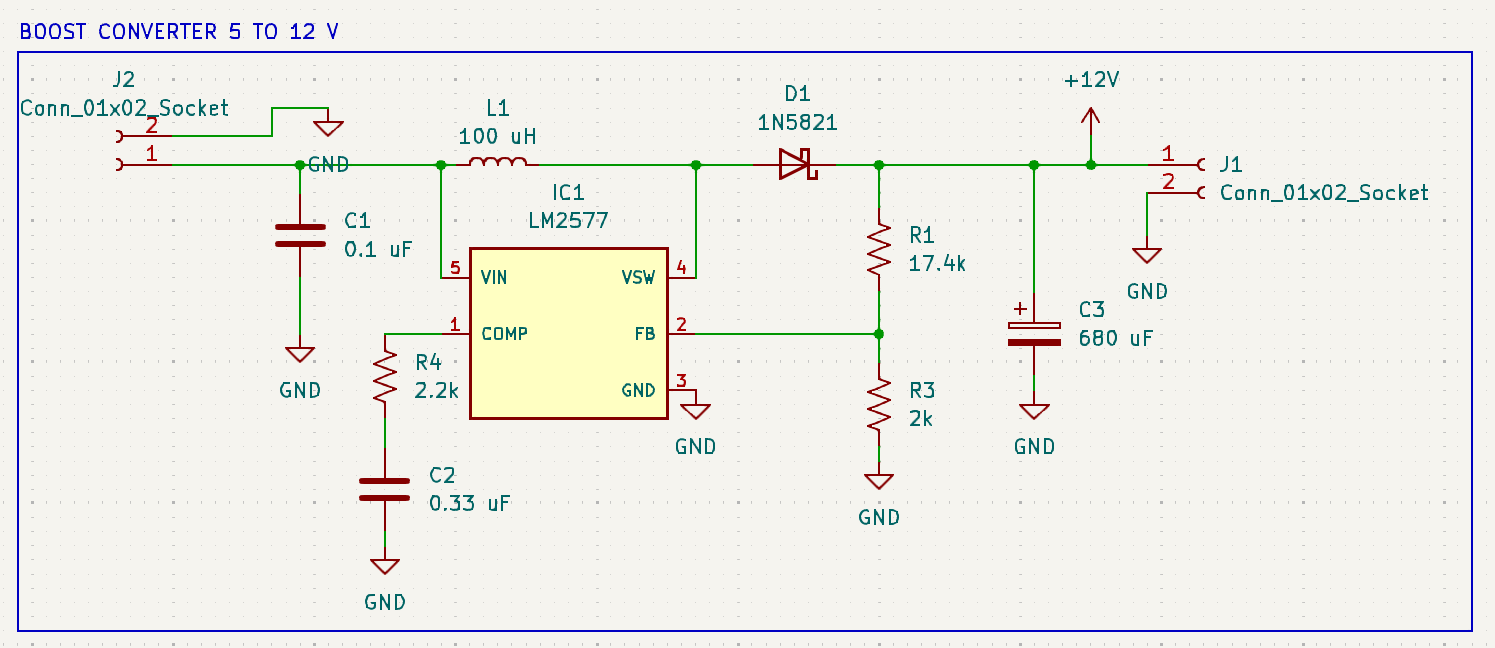 BOOST CONVERTER 5 TO 12 V
J2
Conn_01x02_Socket
2
1
GND
L1
100 uH
D1
1N5821
+12V
1
2
J1
Conn_01x02_Socket
GND
C1
0.1 uF
GND
IC1
LM2577
5
VIN
VSW
4
1
COMP
FB
2
GND
3
GND
R1
17.4k
C3
680 uF
GND
R4
2.2k
R3
2k
GND
C2
0.33 uF
GND